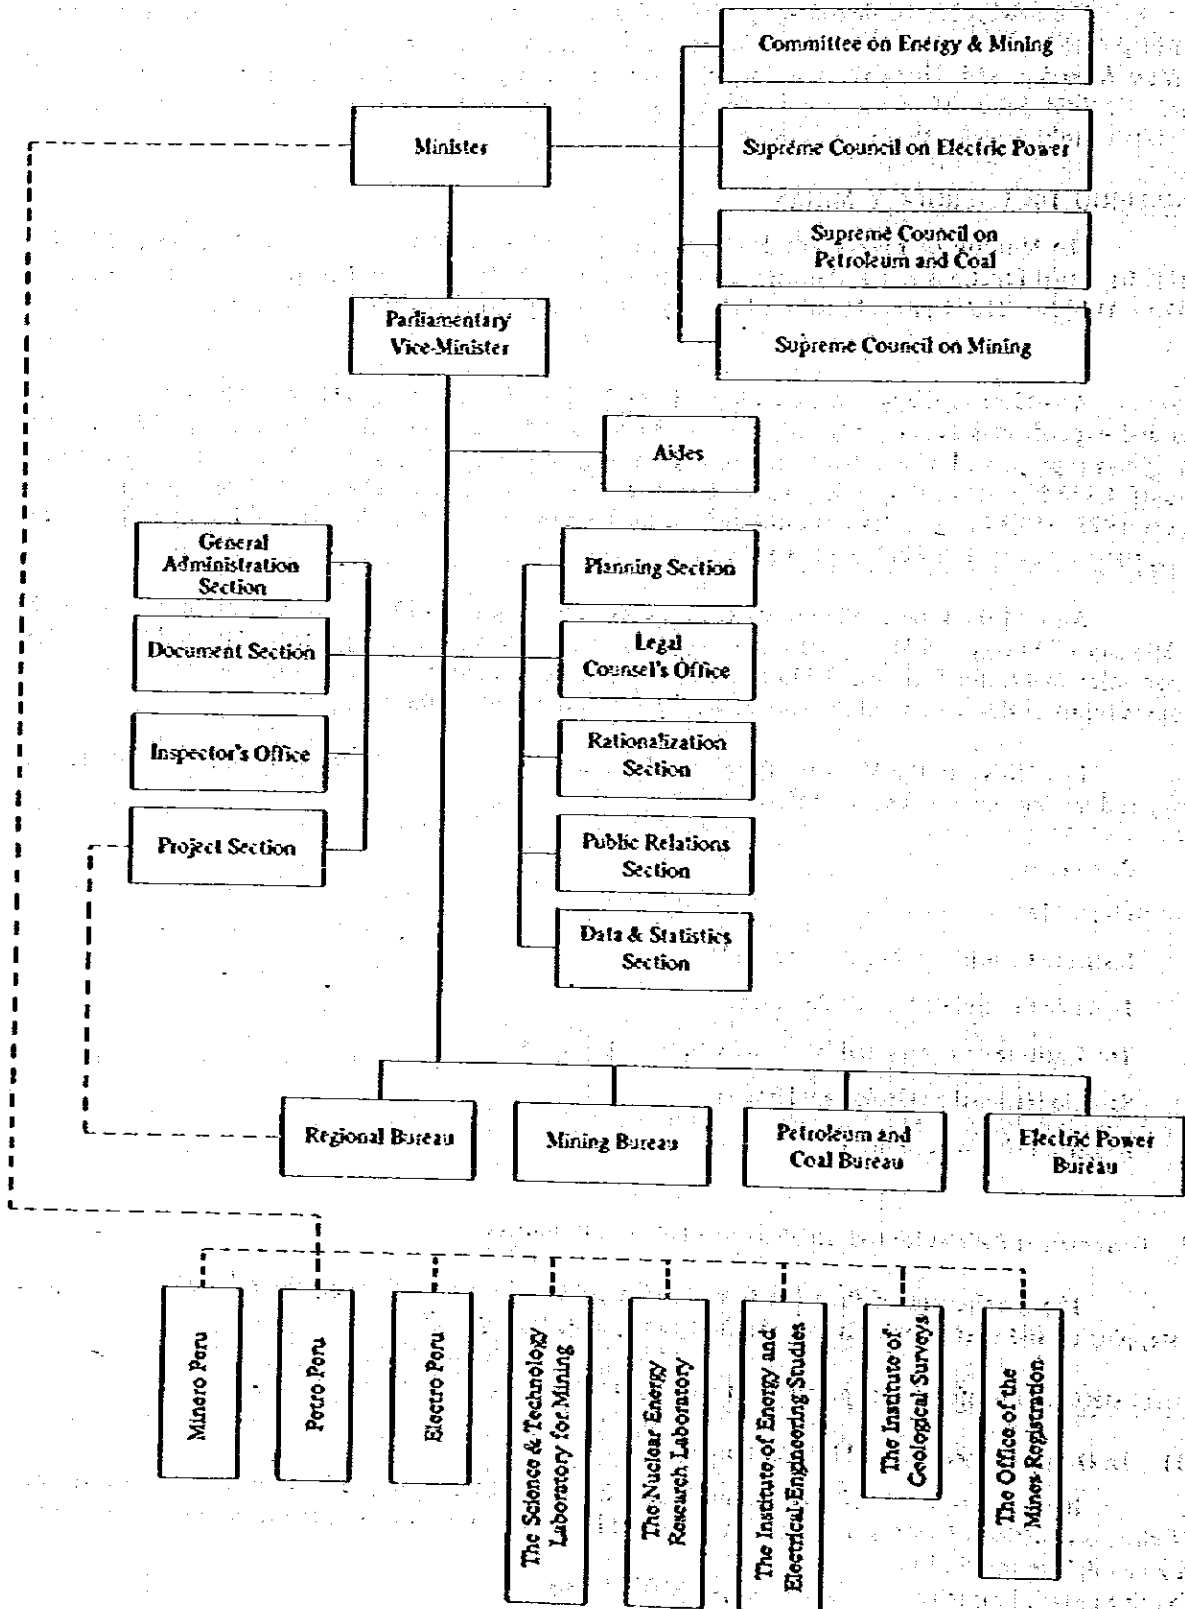 Committee on Energy & Mining
Minister
Supreme Council on Electric Power
Supreme Council on
Petroleum and Coal
Parliamentary
Vice-Minister
Supreme Council on Mining
Aides
General
Administration
Section
Planning Section
Document Section
Legal
Counsel's Office
Inspector's Office
Rationalization
Section
Project Section
Public Relations
Section
Data & Statistics
Section
Regional Bureau
Mining Bureau
Petroleum and
Coal Bureau
Electric Power
Bureau
Minero Peru
Petro Peru
Electro Peru
The Science & Technology
Laboratory for Mining
The Nuclear Energy
Research Laboratory
The Institute of Energy and
Electrical Engineering Studies
The Institute of
Geological Surveys
The Office of the
Mines Registration